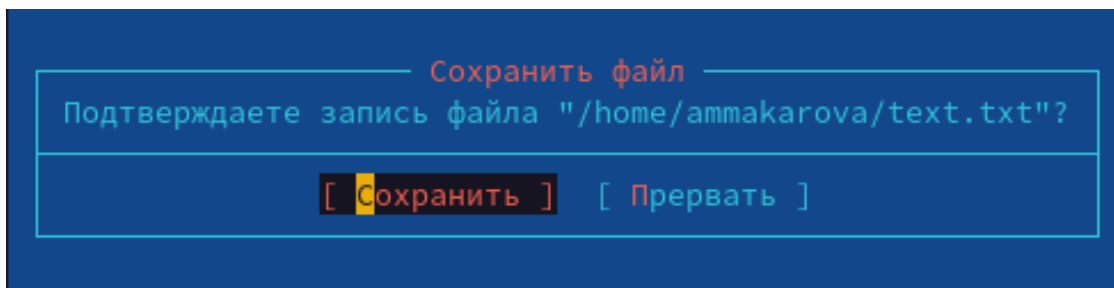 Сохранить файл
Подтверждаете запись файла "/home/ammakarova/text.txt"?
[ Сохранить ] [ Прервать ]